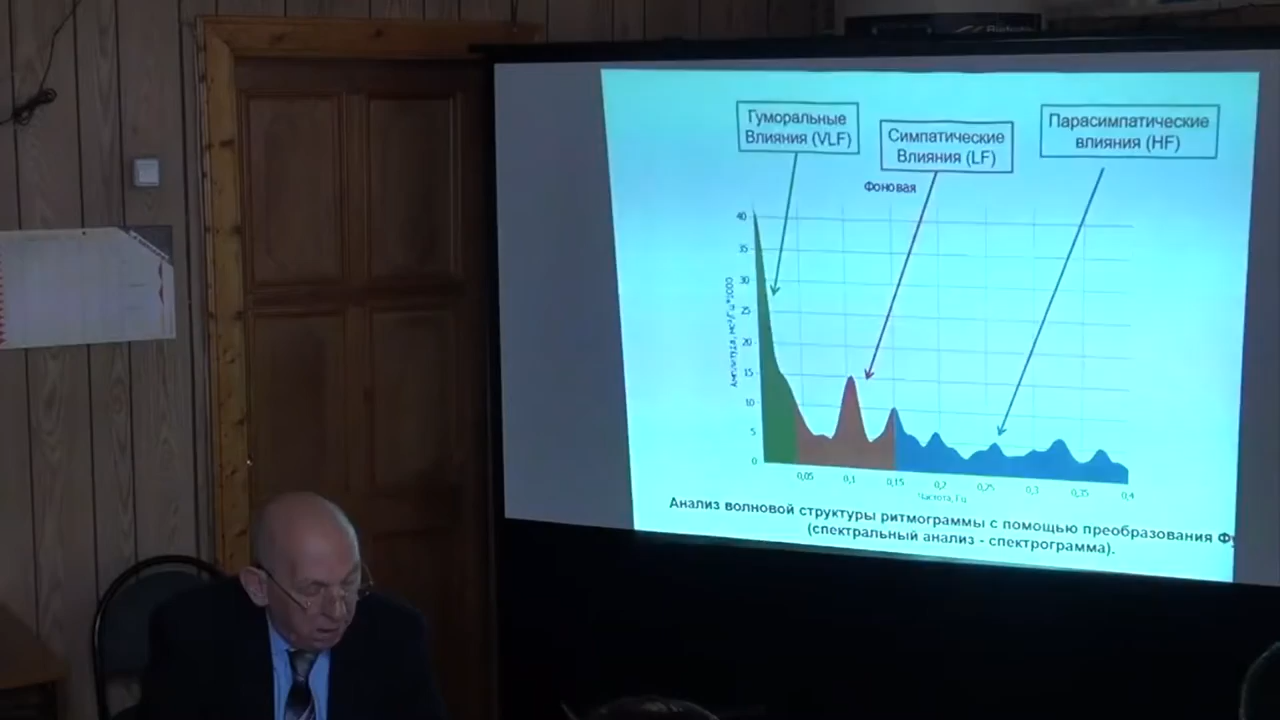 Гуморальные
Влияния (VLF)
Симпатические
Влияния (LF)
Парасимпатические
влияния (HF)
Фоновая
40
35
30
25
20
15
10
5
0
0,05
0,1
0,15
0,2
0,25
0,3
0,35
0,4
Частота, Гц
Анализ волновой структуры ритмограммы с помощью преобразования Фу
(спектральный анализ - спектрограмма).